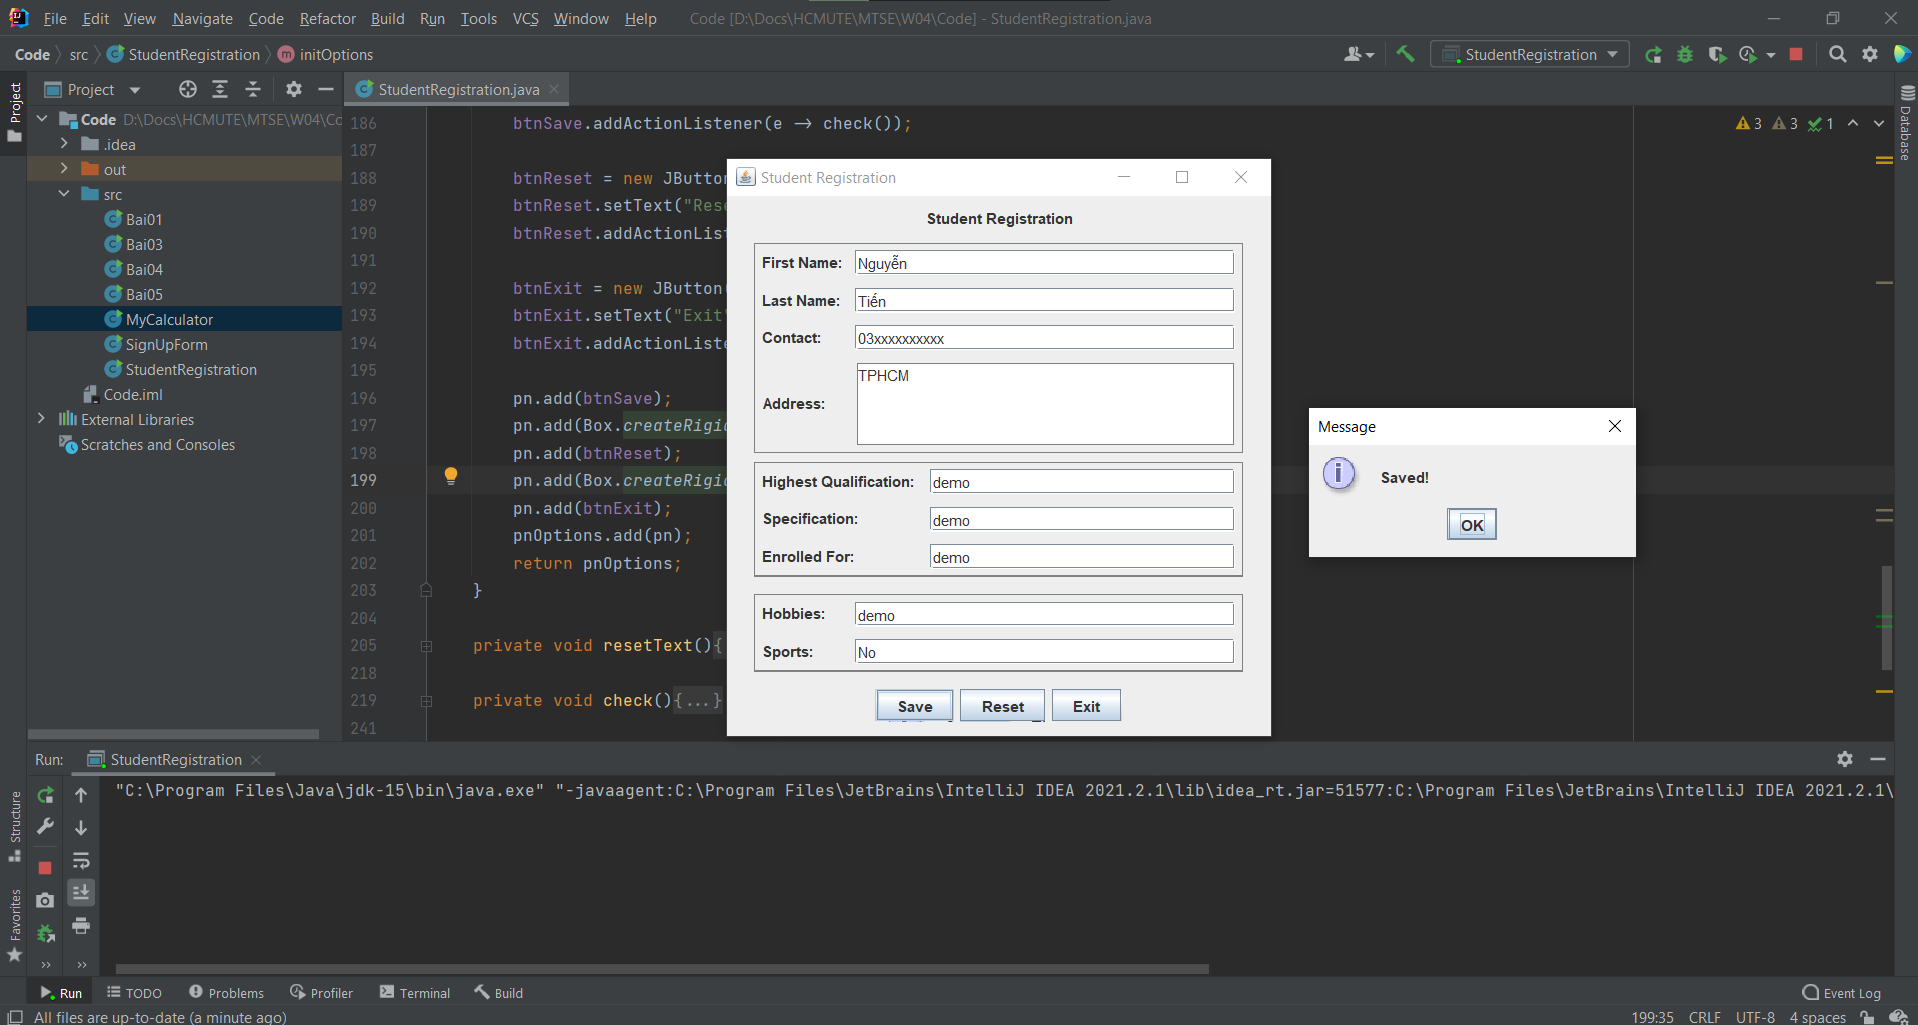 File Edit View Navigate Code Refactor Build Run Tools VCS Window Help Code [D:\Docs\HCMUTE\MTSE\W04\Code] - StudentRegistration.java
Code src StudentRegistration m initOptions StudentRegistration
Project StudentRegistration.java
Project
Code D:\Docs\HCMUTE\MTSE\W04\Cc
.idea
out
src
Bai01
Bai03
Bai04
Bai05
MyCalculator
SignUpForm
StudentRegistration
Code.iml
External Libraries
Scratches and Consoles
186 btnSave.addActionListener(e → check());
187
188 btnReset = new JButton
189 btnReset.setText("Res
190 btnReset.addActionLis
191
192 btnExit = new JButton
193 btnExit.setText("Exit
194 btnExit.addActionListe
195
196 pn.add(btnSave);
197 pn.add(Box.createRigi
198 pn.add(btnReset);
199 pn.add(Box.createRigi
200 pn.add(btnExit);
201 pnOptions.add(pn);
202 return pnOptions;
203 }
204
205 private void resetText(){
218
219 private void check(){...}
241
3 3 1
Database
Student Registration
Student Registration
First Name: Nguyễn
Last Name: Tiến
Contact: 03xxxxxxxxxx
Address: TPHCM
Highest Qualification: demo
Specification: demo
Enrolled For: demo
Hobbies: demo
Sports: No
Save Reset Exit
Message
Saved!
OK
Run: StudentRegistration
"C:\Program Files\Java\jdk-15\bin\java.exe" "-javaagent:C:\Program Files\JetBrains\IntelliJ IDEA 2021.2.1\lib\idea_rt.jar=51577:C:\Program Files\JetBrains\IntelliJ IDEA 2021.2.1\
Structure
Favorites
Run TODO Problems Profiler Terminal Build Event Log
All files are up-to-date (a minute ago) 199:35 CRLF UTF-8 4 spaces